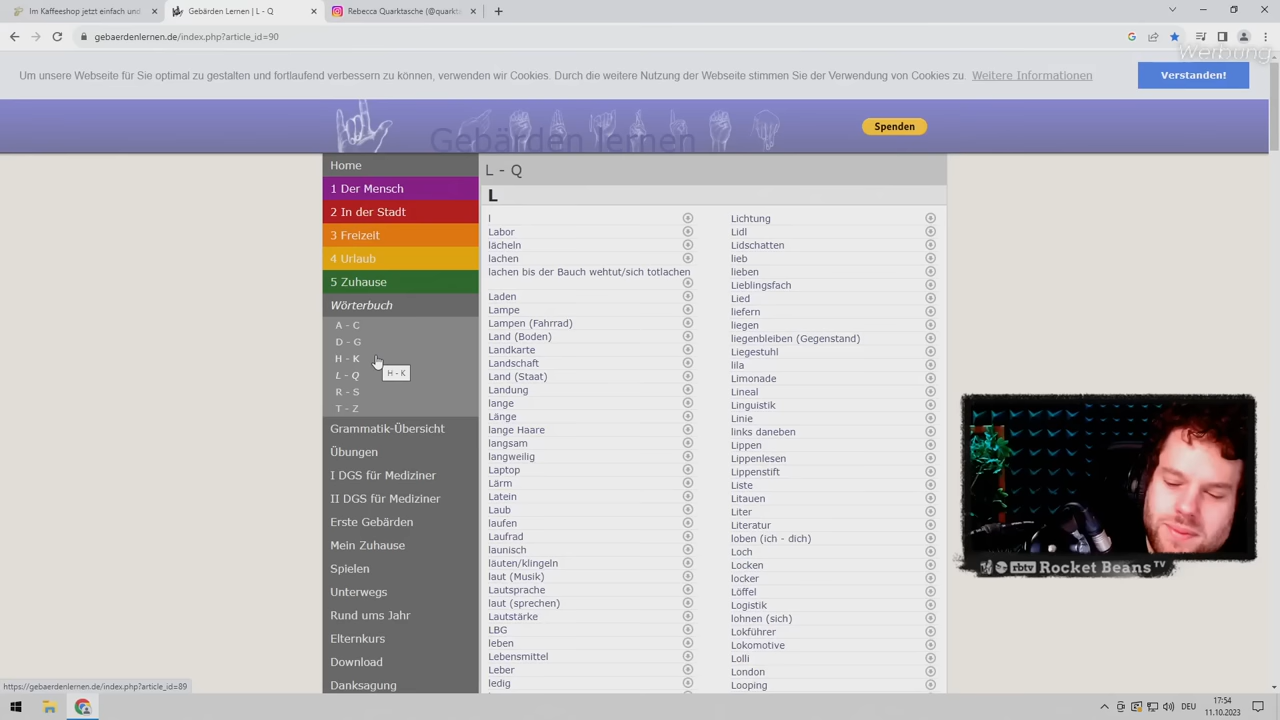 Im Kaffeeshop jetzt einfach und
Gebärden Lernen | L - Q
Rebecca Quarktasche (@quarkt
gebaerdenlernen.de/index.php?article_id=90
Werbung
Um unsere Webseite für Sie optimal zu gestalten und fortlaufend verbessern zu können, verwenden wir Cookies. Durch die weitere Nutzung der Webseite stimmen Sie der Verwendung von Cookies zu.
Weitere Informationen
Verstanden!
Gebärden lernen
Spenden
Home
1 Der Mensch
2 In der Stadt
3 Freizeit
4 Urlaub
5 Zuhause
Wörterbuch
A - C
D - G
H - K
H - K
L - Q
R - S
T - Z
Grammatik-Übersicht
Übungen
I DGS für Mediziner
II DGS für Mediziner
Erste Gebärden
Mein Zuhause
Spielen
Unterwegs
Rund ums Jahr
Elternkurs
Download
Danksagung
L - Q
L
l
Labor
lächeln
lachen
lachen bis der Bauch wehtut/sich totlachen
Laden
Lampe
Lampen (Fahrrad)
Land (Boden)
Landkarte
Landschaft
Land (Staat)
Landung
lange
Länge
lange Haare
langsam
langweilig
Laptop
Lärm
Latein
Laub
laufen
Laufrad
launisch
läuten/klingeln
laut (Musik)
Lautsprache
laut (sprechen)
Lautstärke
LBG
leben
Lebensmittel
Leber
ledig
Lichtung
Lidl
Lidschatten
lieb
lieben
Lieblingsfach
Lied
liefern
liegen
liegenbleiben (Gegenstand)
Liegestuhl
lila
Limonade
Lineal
Linguistik
Linie
links daneben
Lippen
Lippenlesen
Lippenstift
Liste
Litauen
Liter
Literatur
loben (ich - dich)
Loch
Locken
locker
Löffel
Logistik
lohnen (sich)
Lokführer
Lokomotive
Lolli
London
Looping
rbtv Rocket Beans TV
https://gebaerdenlernen.de/index.php?article_id=89
DEU
17:54
11.10.2023